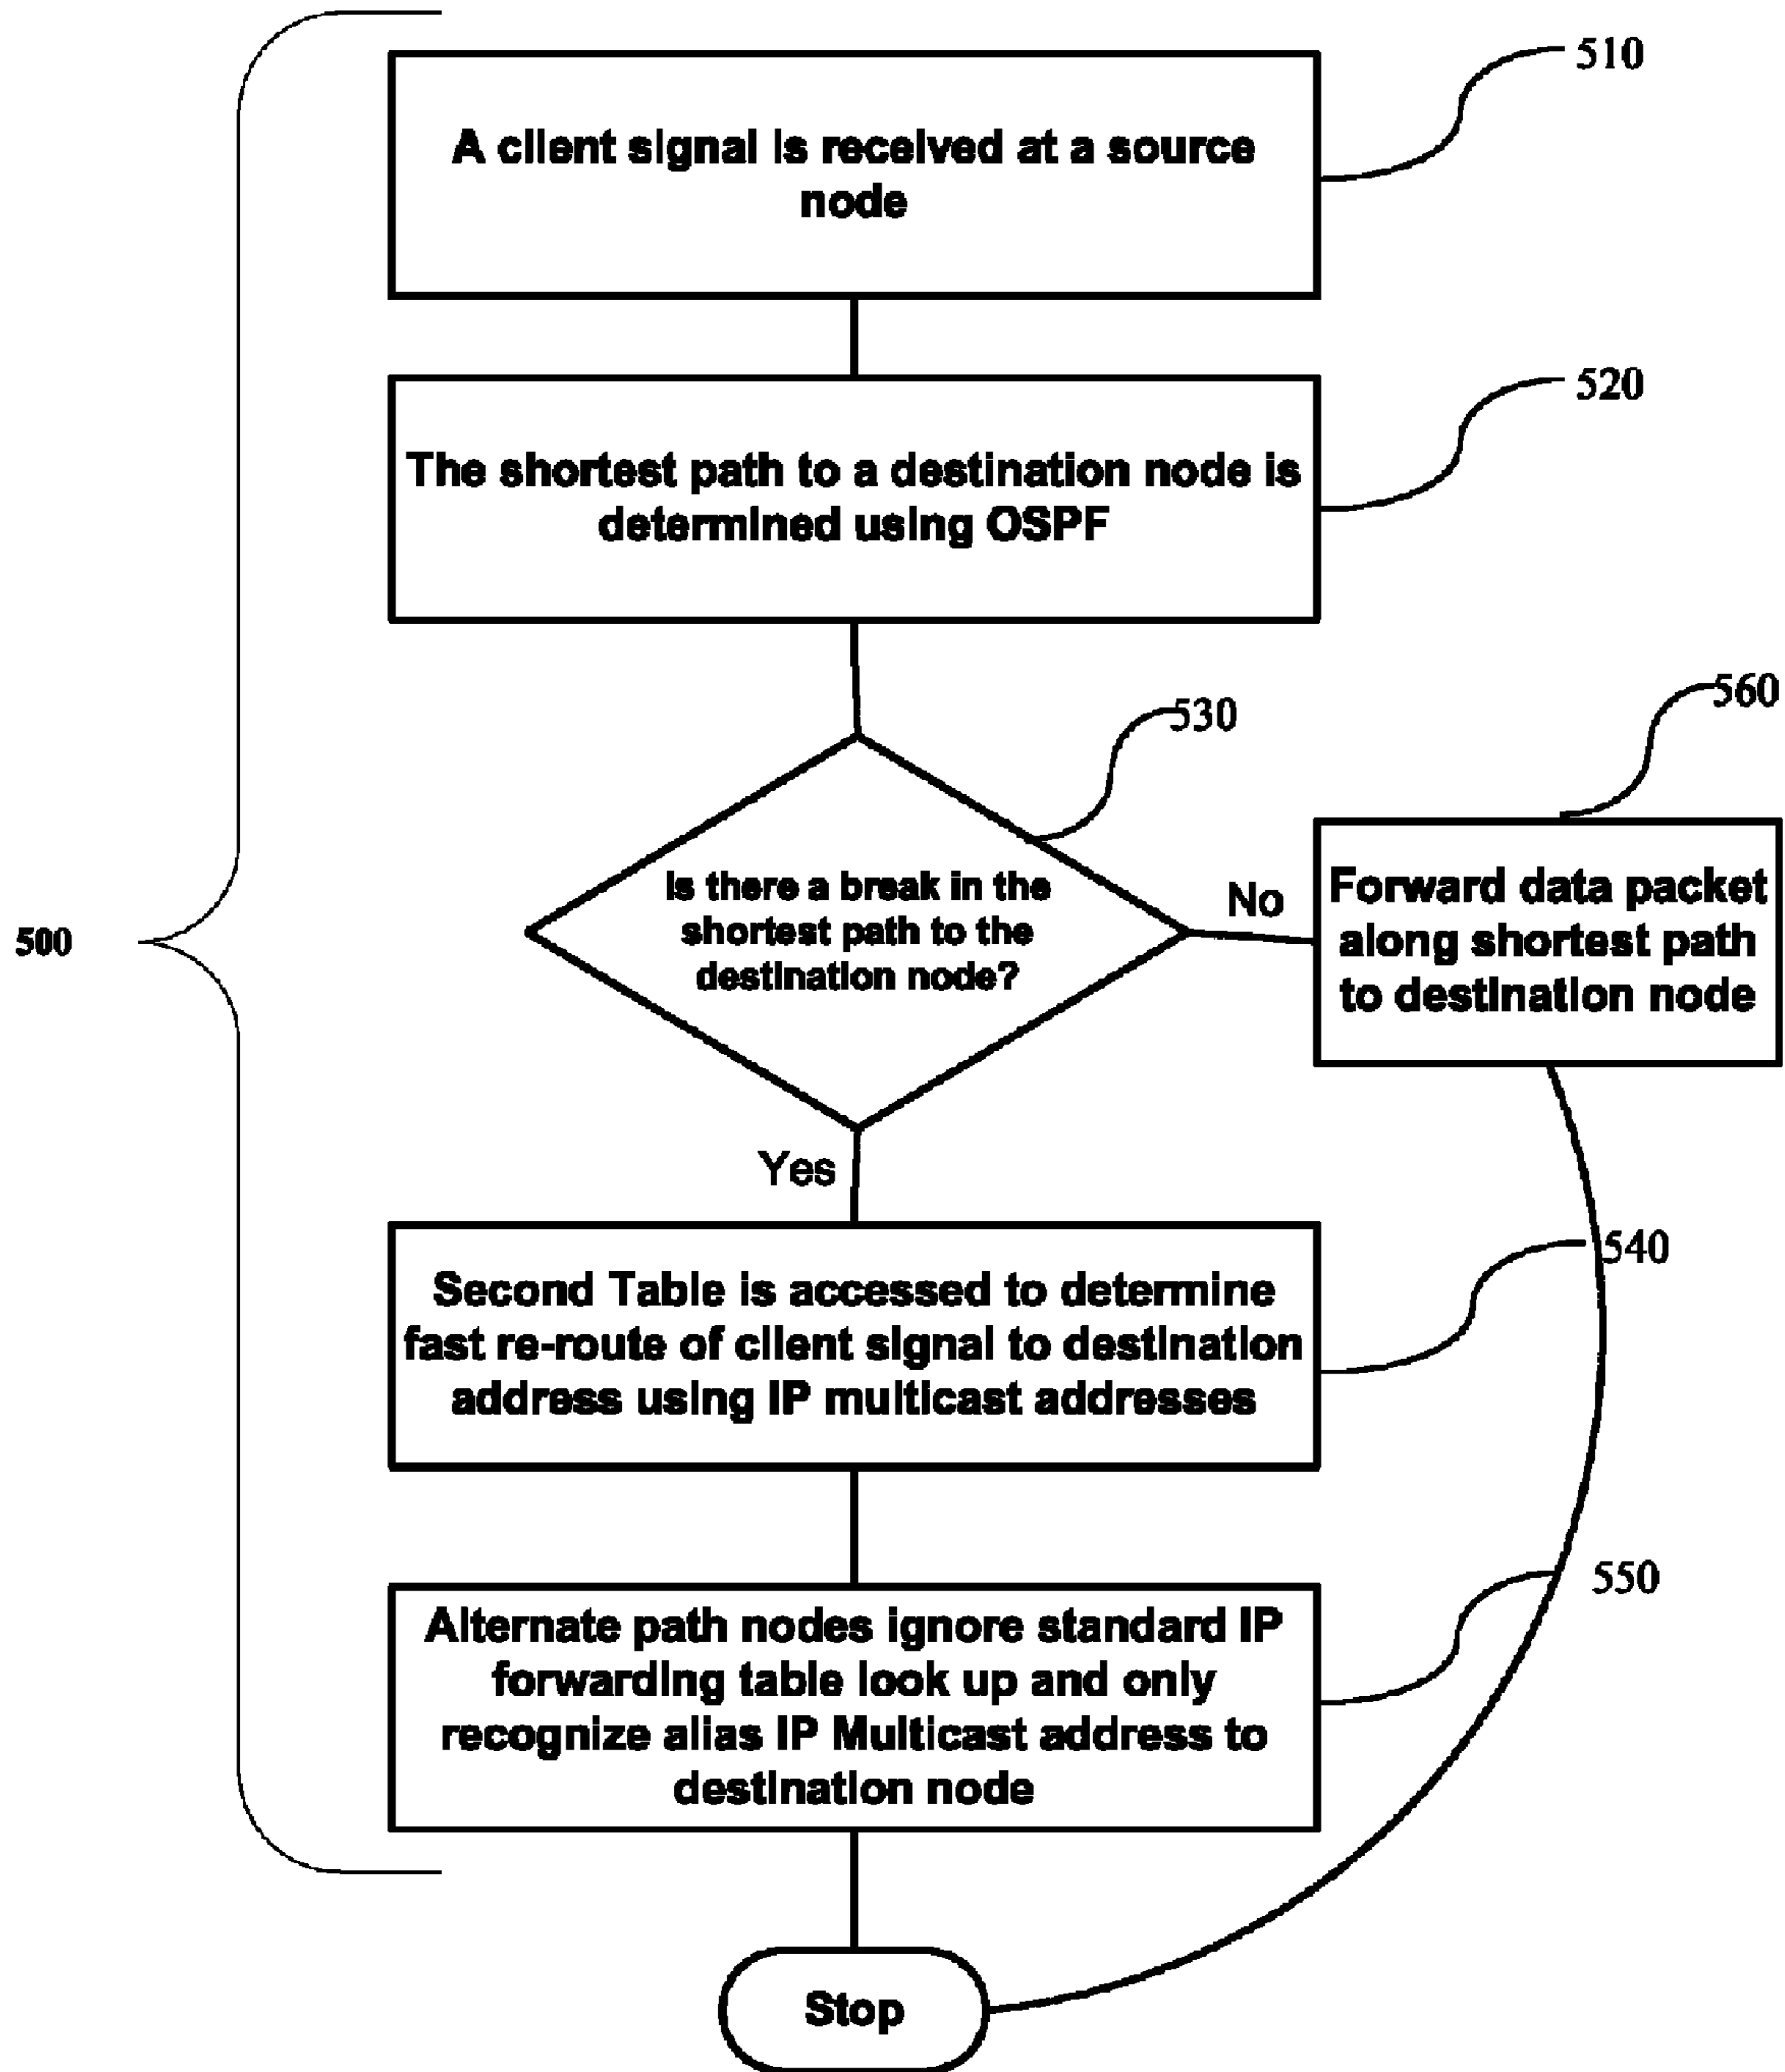 510
A client signal is received at a source
node
520
The shortest path to a destination node is
determined using OSPF
530
560
Is there a break in the
shortest path to the
destination node?
No
Forward data packet
along shortest path
to destination node
500
Yes
540
Second Table is accessed to determine
fast re-route of client signal to destination
address using IP multicast addresses
550
Alternate path nodes ignore standard IP
forwarding table look up and only
recognize alias IP Multicast address to
destination node
Stop